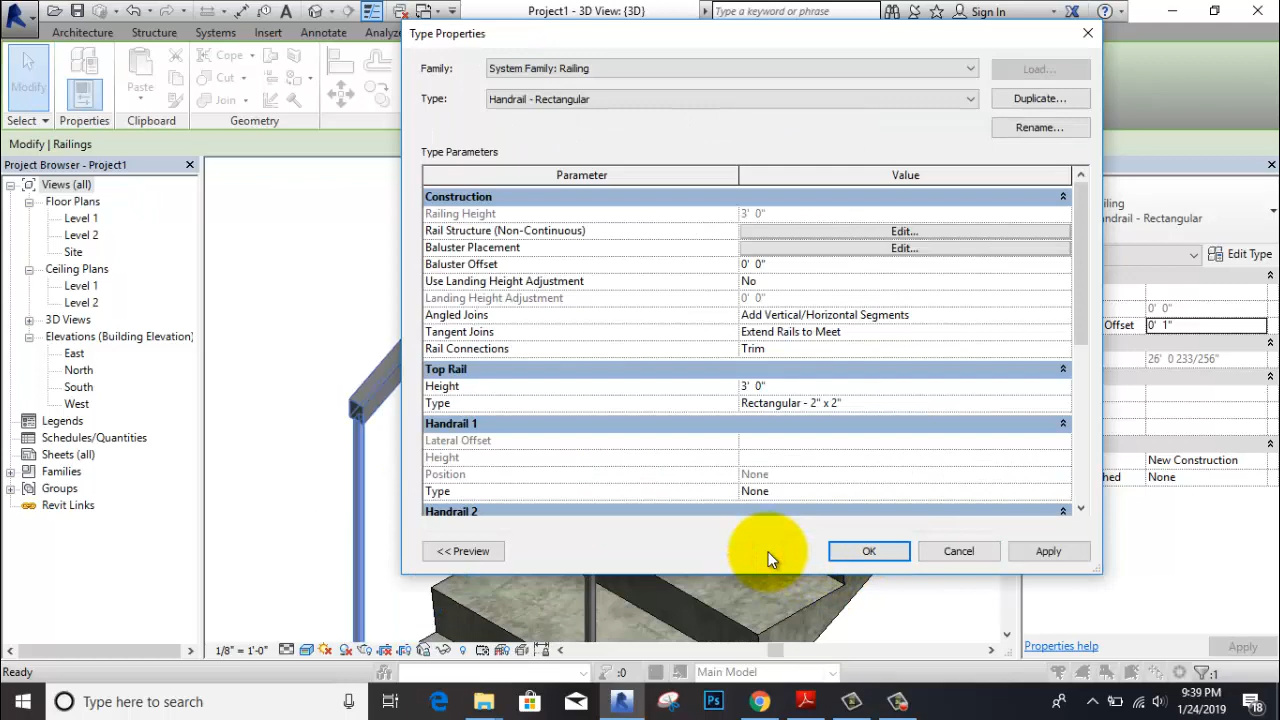 Project1 - 3D View: {3D}
Type a keyword or phrase
Sign In
Architecture Structure Systems Insert Annotate Analyze
Modify
Paste
Cope
Cut
Join
Select Properties Clipboard Geometry
Modify | Railings
Project Browser - Project1
Views (all)
Floor Plans
Level 1
Level 2
Site
Ceiling Plans
Level 1
Level 2
3D Views
Elevations (Building Elevation)
East
North
South
West
Legends
Schedules/Quantities
Sheets (all)
Families
Groups
Revit Links
Type Properties
Family: System Family: Railing Load...
Type: Handrail - Rectangular Duplicate...
Rename...
Type Parameters
Parameter Value
Construction
Railing Height 3' 0"
Rail Structure (Non-Continuous) Edit...
Baluster Placement Edit...
Baluster Offset 0' 0"
Use Landing Height Adjustment No
Landing Height Adjustment 0' 0"
Angled Joins Add Vertical/Horizontal Segments
Tangent Joins Extend Rails to Meet
Rail Connections Trim
Top Rail
Height 3' 0"
Type Rectangular - 2" x 2"
Handrail 1
Lateral Offset
Height
Position None
Type None
Handrail 2
<< Preview OK Cancel Apply
Edit Type
0' 0"
Offset 0' 1"
26' 0 233/256"
New Construction
None
Properties help Apply
1/8" = 1'-0"
Ready
:0
Main Model
:1
Type here to search
Ps
9:39 PM
1/24/2019
18